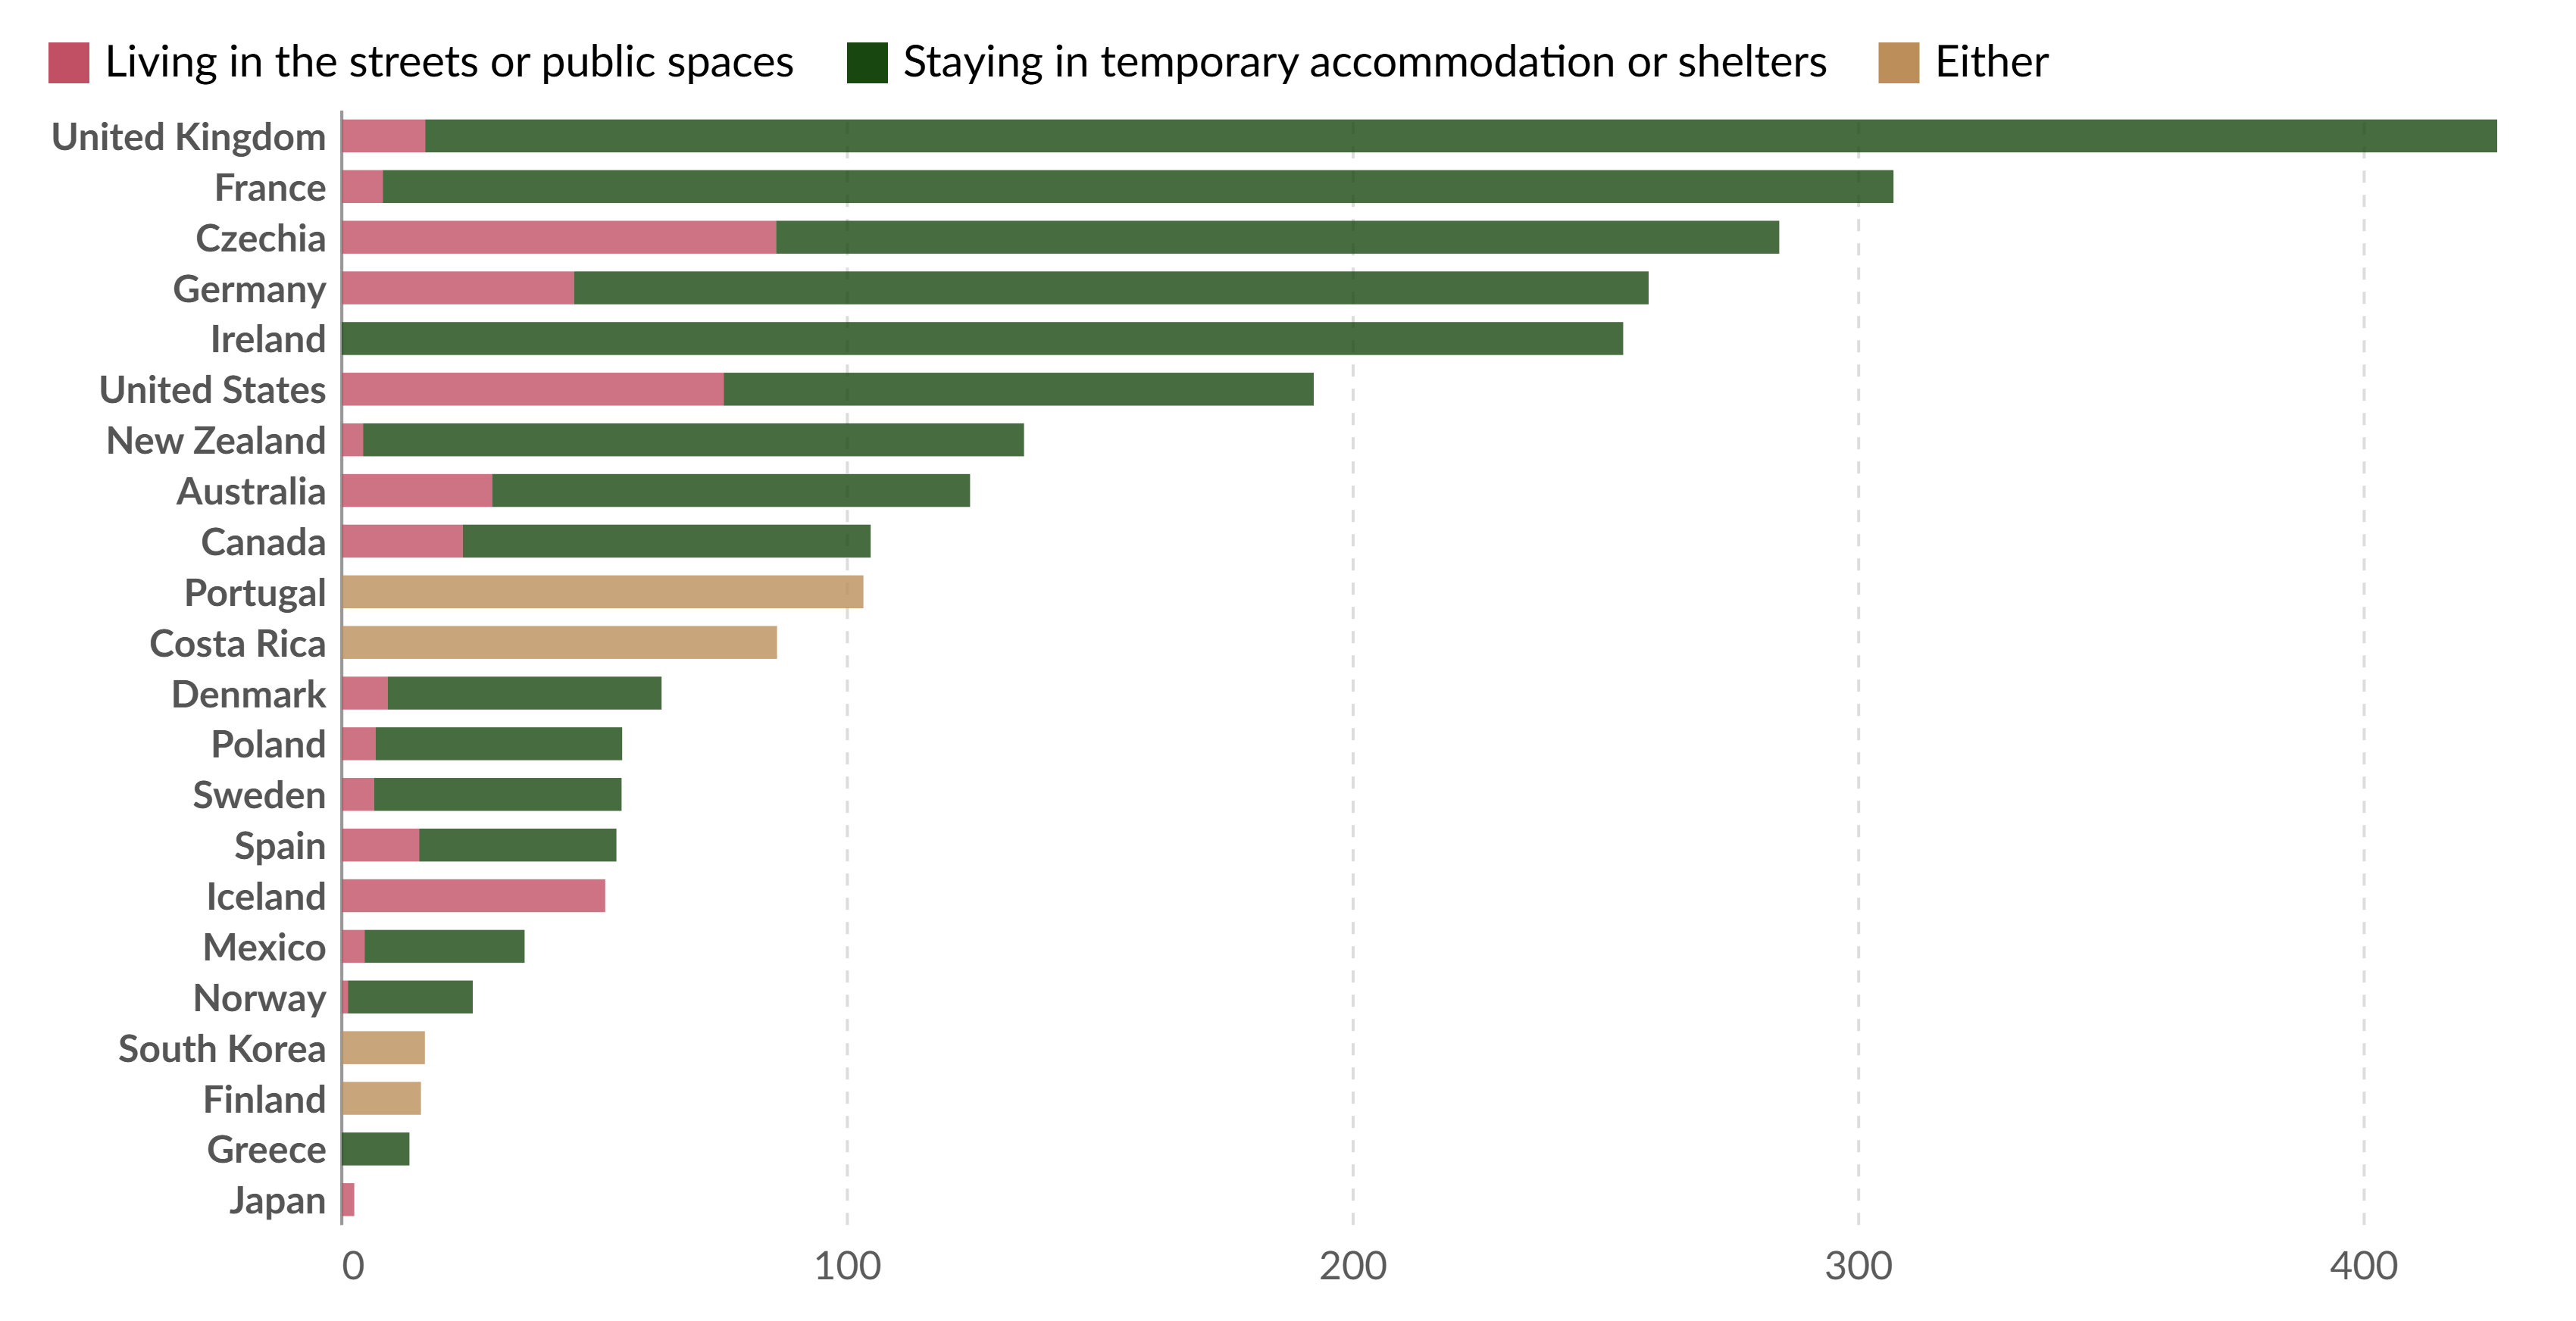 Living in the streets or public spaces Staying in temporary accommodation or shelters Either
United Kingdom
France
Czechia
Germany
Ireland
United States
New Zealand
Australia
Canada
Portugal
Costa Rica
Denmark
Poland
Sweden
Spain
Iceland
Mexico
Norway
South Korea
Finland
Greece
Japan
0 100 200 300 400